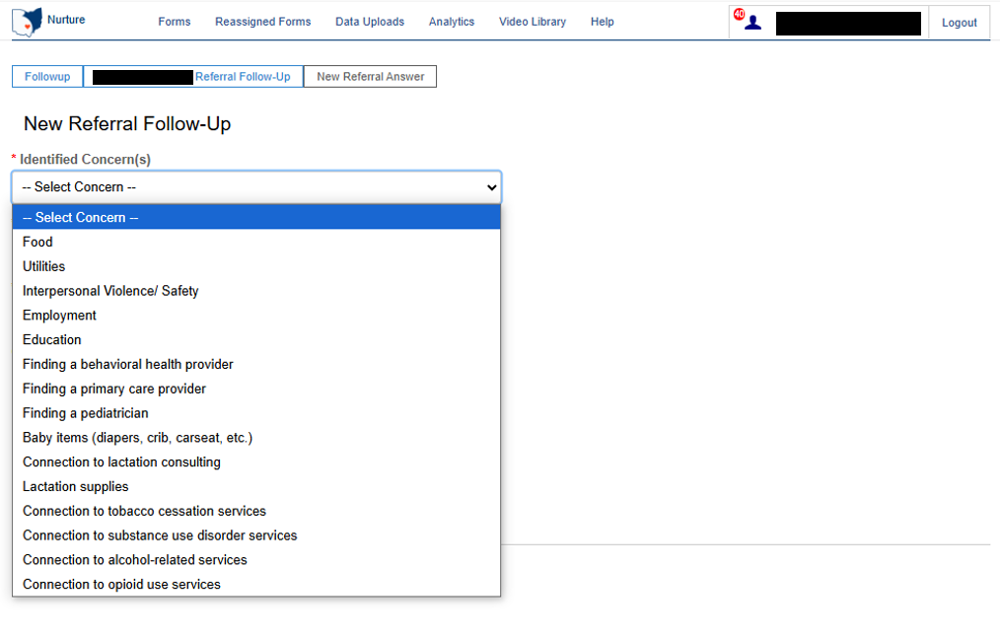 Nurture Forms Reassigned Forms Data Uploads Analytics Video Library Help 40 Logout
Followup Referral Follow-Up New Referral Answer
New Referral Follow-Up
* Identified Concern(s)
-- Select Concern --
-- Select Concern --
Food
Utilities
Interpersonal Violence/ Safety
Employment
Education
Finding a behavioral health provider
Finding a primary care provider
Finding a pediatrician
Baby items (diapers, crib, carseat, etc.)
Connection to lactation consulting
Lactation supplies
Connection to tobacco cessation services
Connection to substance use disorder services
Connection to alcohol-related services
Connection to opioid use services